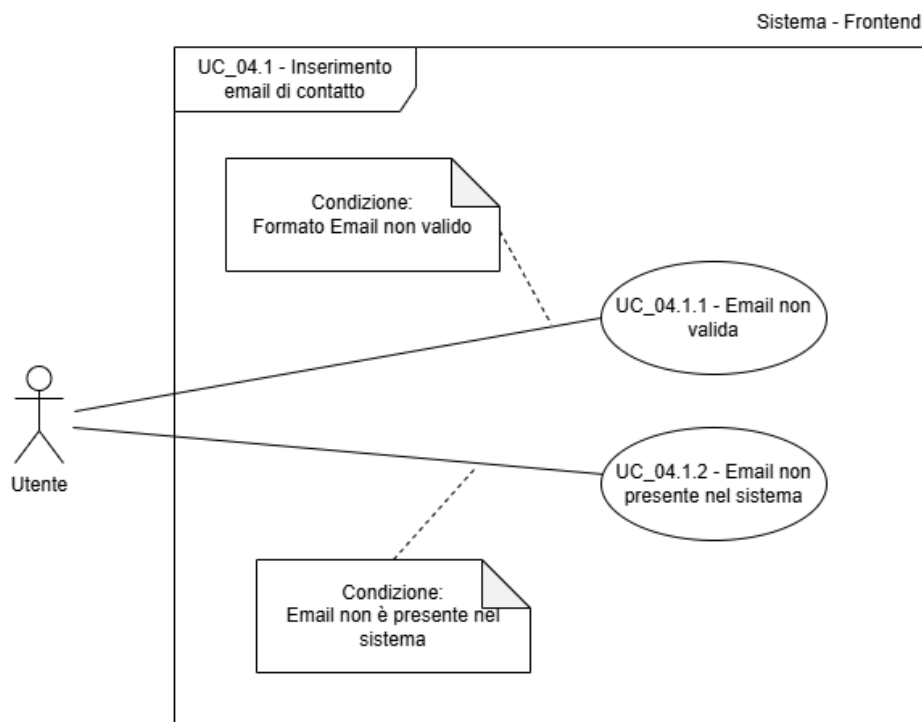 Sistema - Frontend
UC_04.1 - Inserimento
email di contatto
Condizione:
Formato Email non valido
UC_04.1.1 - Email non
valida
Utente
UC_04.1.2 - Email non
presente nel sistema
Condizione:
Email non è presente nel
sistema